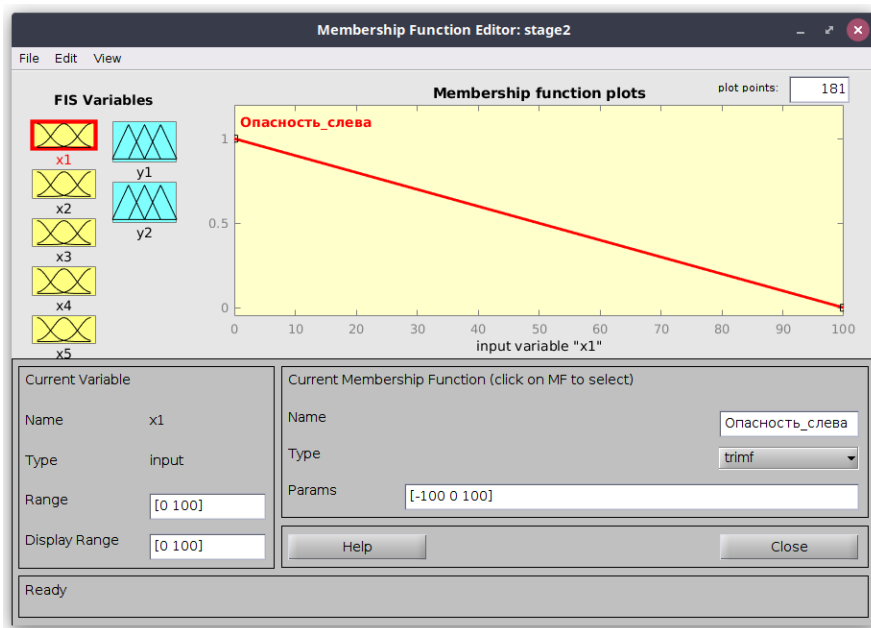 Membership Function Editor: stage2
File Edit View
FIS Variables
x1
x2
x3
x4
x5
y1
y2
Membership function plots
plot points: 181
Опасность_слева
1
0.5
0
0 10 20 30 40 50 60 70 80 90 100
input variable "x1"
Current Variable
Name x1
Type input
Range [0 100]
Display Range [0 100]
Current Membership Function (click on MF to select)
Name Опасность_слева
Type trimf
Params [-100 0 100]
Help Close
Ready